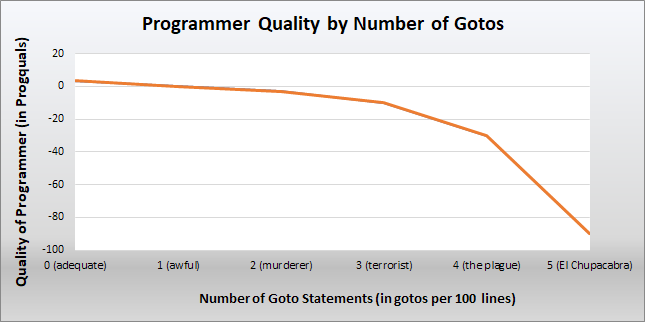 Programmer Quality by Number of Gotos
Quality of Programmer (in Progquals)
20
0
-20
-40
-60
-80
-100
0 (adequate) 1 (awful) 2 (murderer) 3 (terrorist) 4 (the plague) 5 (El Chupacabra)
Number of Goto Statements (in gotos per 100 lines)